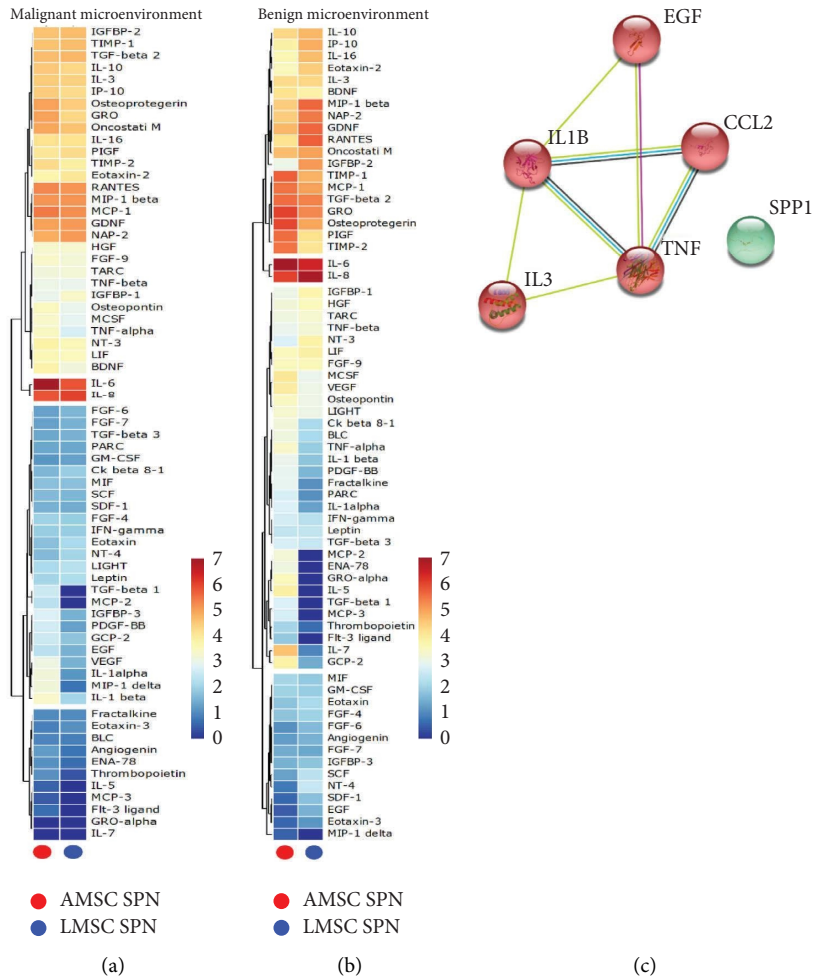 Malignant microenvironment
IGFBP-2
TIMP-1
TGF-beta 2
IL-10
IL-3
IP-10
Osteoprotegerin
GRO
Oncostati M
IL-16
PIGF
TIMP-2
Eotaxin-2
RANTES
MIP-1 beta
MCP-1
GDNF
NAP-2
HGF
FGF-9
TARC
TNF-beta
IGFBP-1
Osteopontin
MCSF
TNF-alpha
NT-3
LIF
BDNF
IL-6
IL-8
FGF-6
FGF-7
TGF-beta 3
PARC
GM-CSF
Ck beta 8-1
MIF
SCF
SDF-1
FGF-4
IFN-gamma
Eotaxin
NT-4
LIGHT
Leptin
TGF-beta 1
MCP-2
IGFBP-3
PDGF-BB
GCP-2
EGF
VEGF
IL-1alpha
MIP-1 delta
IL-1 beta
Fractalkine
Eotaxin-3
BLC
Angiogenin
ENA-78
Thrombopoietin
IL-5
MCP-3
Flt-3 ligand
GRO-alpha
IL-7
7
6
5
4
3
2
1
0
AMSC SPN
LMSC SPN
(a)
Benign microenvironment
IL-10
IP-10
IL-16
Eotaxin-2
IL-3
BDNF
MIP-1 beta
NAP-2
GDNF
RANTES
Oncostati M
IGFBP-2
TIMP-1
MCP-1
TGF-beta 2
GRO
Osteoprotegerin
PIGF
TIMP-2
IL-6
IL-8
IGFBP-1
HGF
TARC
TNF-beta
NT-3
LIF
FGF-9
MCSF
VEGF
Osteopontin
LIGHT
Ck beta 8-1
BLC
TNF-alpha
IL-1 beta
PDGF-BB
Fractalkine
PARC
IL-1alpha
IFN-gamma
Leptin
TGF-beta 3
MCP-2
ENA-78
GRO-alpha
IL-5
TGF-beta 1
MCP-3
Thrombopoietin
Flt-3 ligand
IL-7
GCP-2
MIF
GM-CSF
Eotaxin
FGF-4
FGF-6
Angiogenin
FGF-7
IGFBP-3
SCF
NT-4
SDF-1
EGF
Eotaxin-3
MIP-1 delta
7
6
5
4
3
2
1
0
AMSC SPN
LMSC SPN
(b)
EGF
IL1B
CCL2
SPP1
TNF
IL3
(c)